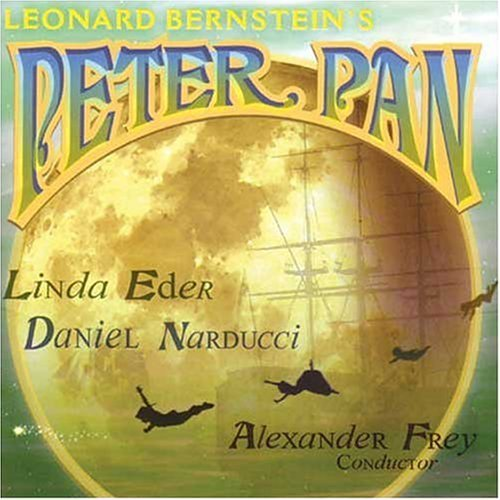 LEONARD BERNSTEIN'S
PETER PAN
Linda Eder
Daniel Narducci
Alexander Frey
Conductor